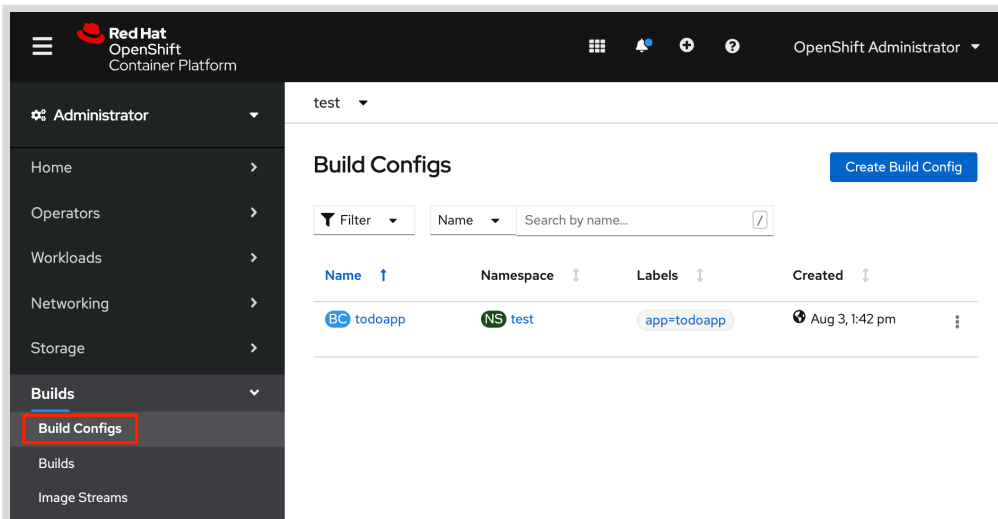 Red Hat
OpenShift
Container Platform
OpenShift Administrator
Administrator
test
Home
Operators
Workloads
Networking
Storage
Builds
Build Configs
Builds
Image Streams
Build Configs
Create Build Config
Filter
Name
Search by name...
/
Name Namespace Labels Created
BC todoapp NS test app=todoapp Aug 3, 1:42 pm